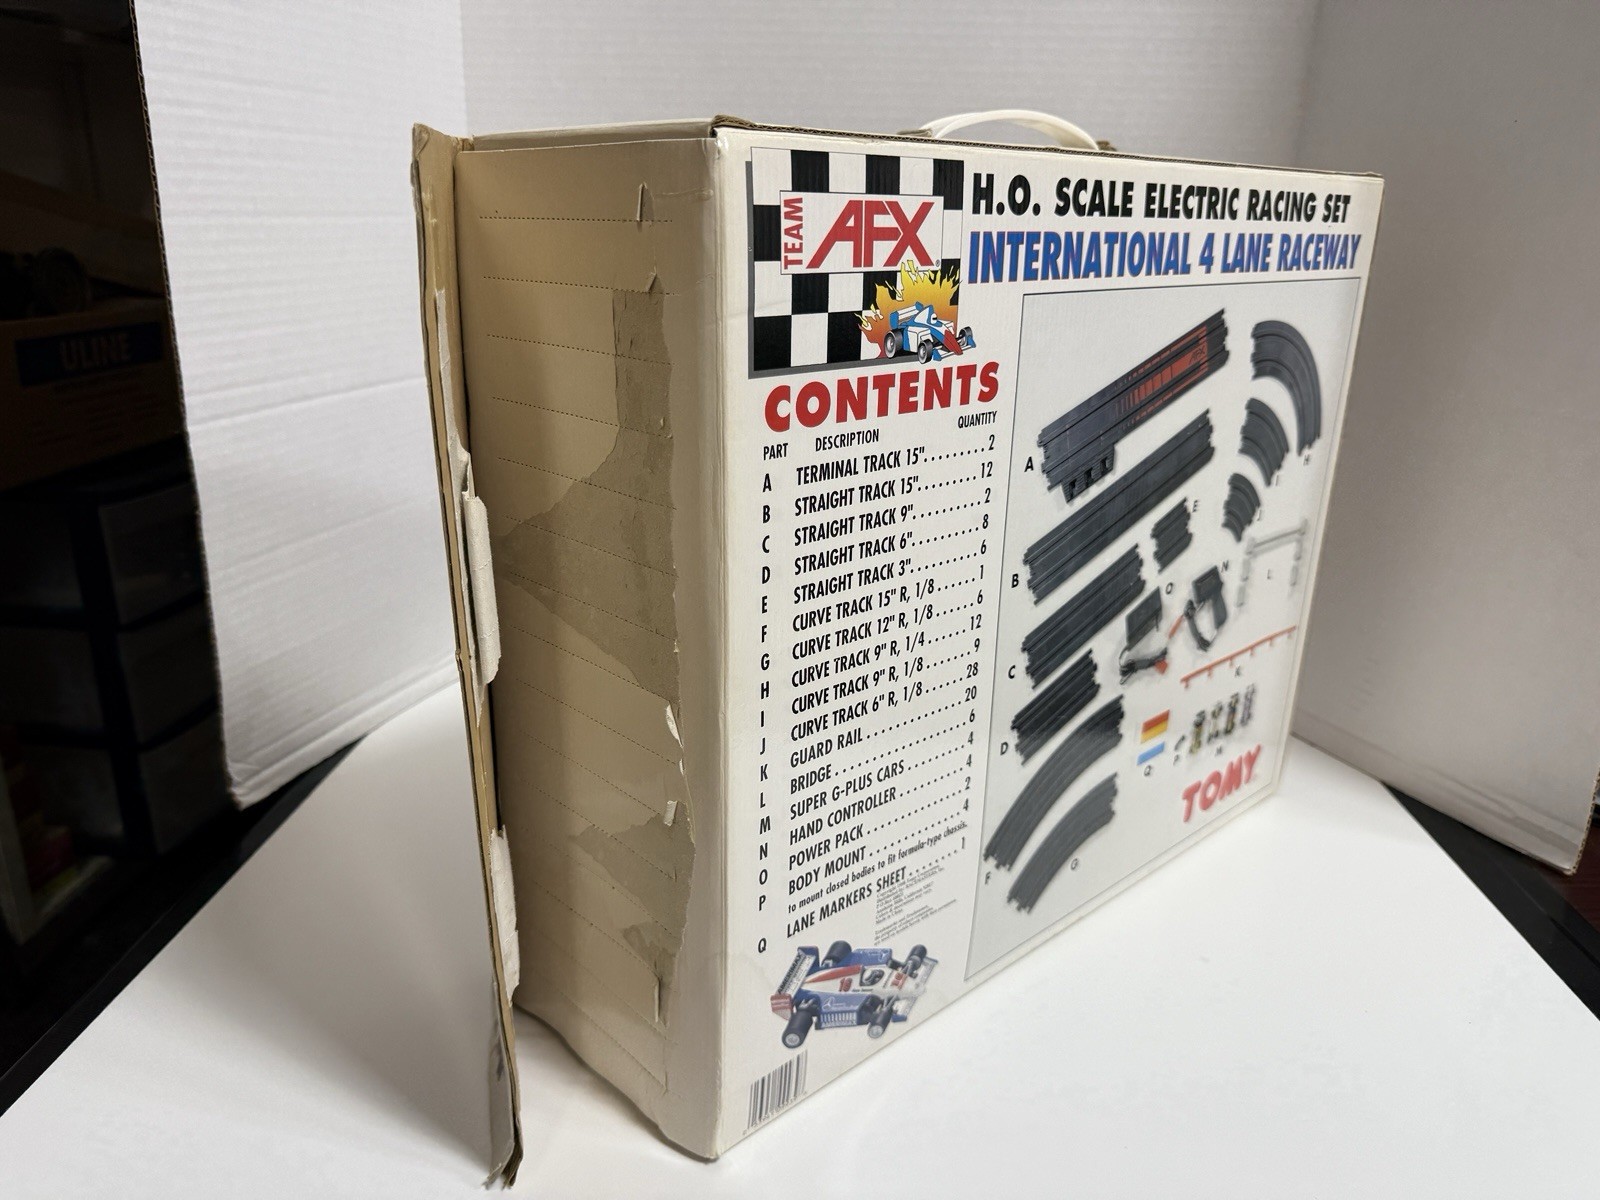 TEAM AFX
H.O. SCALE ELECTRIC RACING SET
INTERNATIONAL 4 LANE RACEWAY
CONTENTS
PART DESCRIPTION QUANTITY
A TERMINAL TRACK 15".........2
B STRAIGHT TRACK 15"........12
C STRAIGHT TRACK 9"..........2
D STRAIGHT TRACK 6"..........8
E STRAIGHT TRACK 3"..........6
F CURVE TRACK 15" R, 1/8......1
G CURVE TRACK 12" R, 1/8......6
H CURVE TRACK 9" R, 1/4......12
I CURVE TRACK 9" R, 1/8.......9
J CURVE TRACK 6" R, 1/8......28
K GUARD RAIL................20
L BRIDGE.....................6
M SUPER G-PLUS CARS..........4
N HAND CONTROLLER............4
O POWER PACK.................2
P BODY MOUNT.................4
to mount closed bodies to fit formula-type chassis.
Q LANE MARKERS SHEET.........1
A
B
C
D
E
F
G
H
I
J
K
L
M
N
O
P
Q
TOMY
ULINE